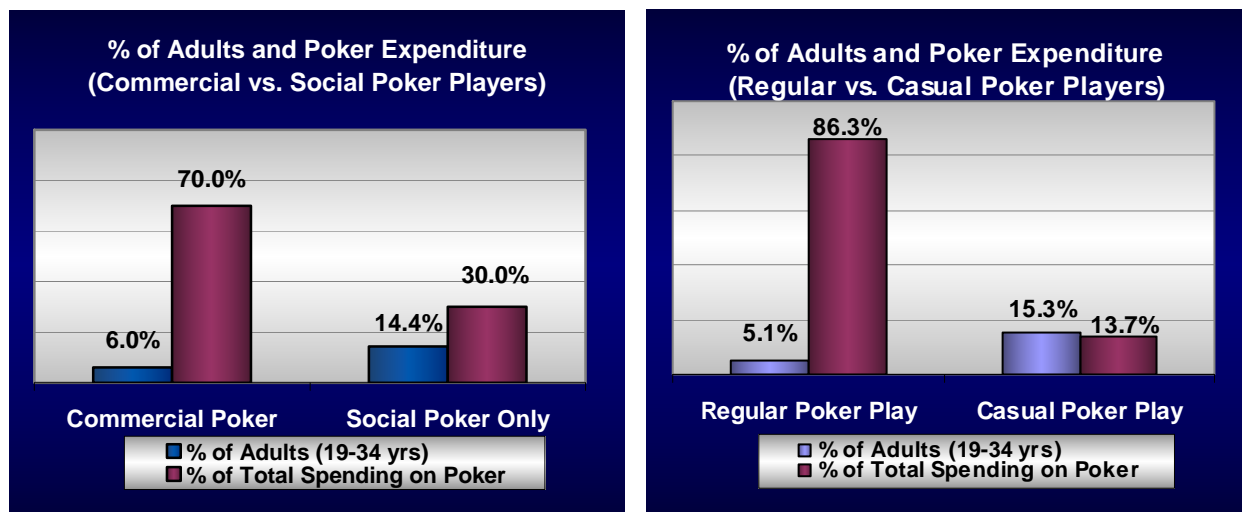 % of Adults and Poker Expenditure
(Commercial vs. Social Poker Players)
70.0%
30.0%
14.4%
6.0%
Commercial Poker
Social Poker Only
% of Adults (19-34 yrs)
% of Total Spending on Poker
% of Adults and Poker Expenditure
(Regular vs. Casual Poker Players)
86.3%
15.3%
13.7%
5.1%
Regular Poker Play
Casual Poker Play
% of Adults (19-34 yrs)
% of Total Spending on Poker